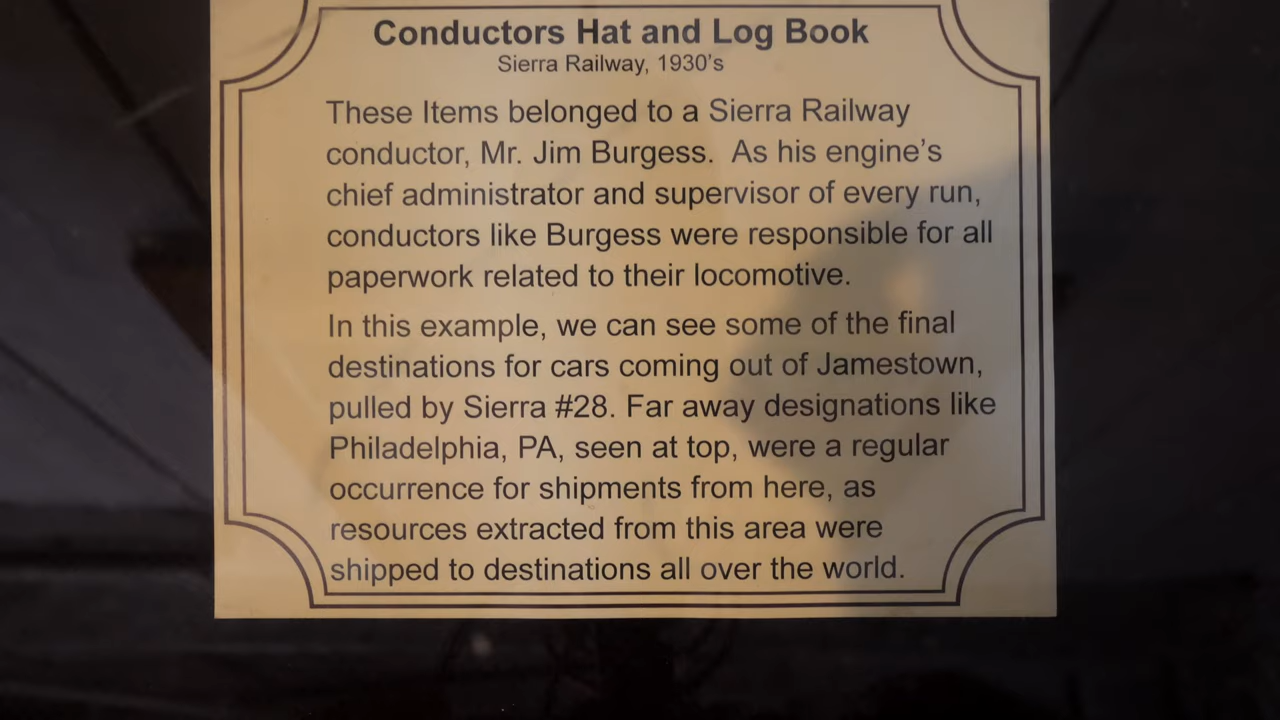 Conductors Hat and Log Book
Sierra Railway, 1930's
These Items belonged to a Sierra Railway
conductor, Mr. Jim Burgess.  As his engine's
chief administrator and supervisor of every run,
conductors like Burgess were responsible for all
paperwork related to their locomotive.
In this example, we can see some of the final
destinations for cars coming out of Jamestown,
pulled by Sierra #28. Far away designations like
Philadelphia, PA, seen at top, were a regular
occurrence for shipments from here, as
resources extracted from this area were
shipped to destinations all over the world.